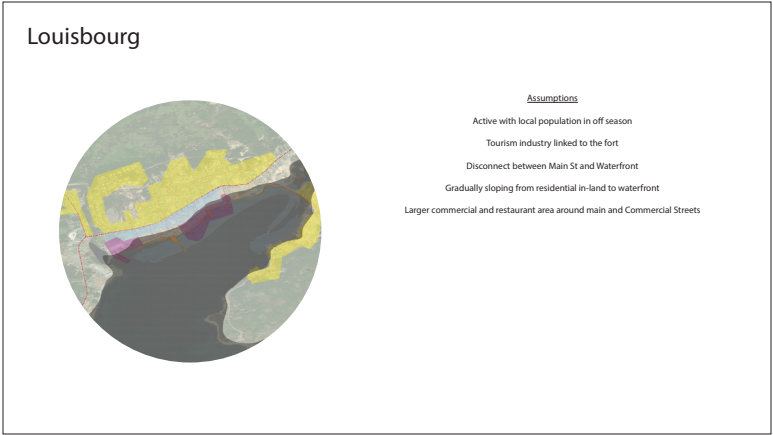 Louisbourg
Assumptions
Active with local population in off season
Tourism industry linked to the fort
Disconnect between Main St and Waterfront
Gradually sloping from residential in-land to waterfront
Larger commercial and restaurant area around main and Commercial Streets